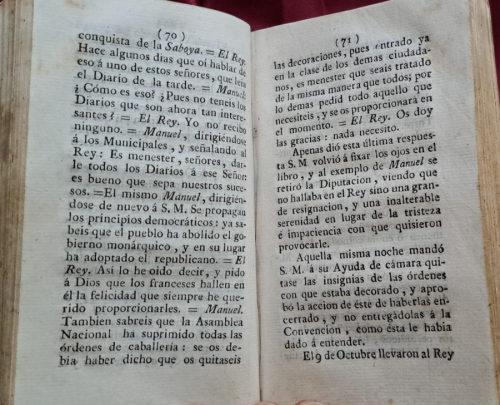 (70)
conquista de la Saboya. = El Rey.
Hace algunos dias que oí hablar de
eso á uno de estos señores, que leía
el Diario de la tarde. = Manuel.
¿Cómo es eso? ¿Pues no teneis los
Diarios que son ahora tan intere-
santes? = El Rey. Yo no recibo
ninguno. = Manuel, dirigiéndose
á los Municipales, y señalando al
Rey: Es menester, señores, dar-
le todos los Diarios á ese Señor:
es bueno que sepa nuestros suce-
sos. = El mismo Manuel, dirigién-
dose de nuevo á S. M. Se propagan
los principios democráticos: ya sa-
beis que el pueblo ha abolido el go-
bierno monárquico, y en su lugar
ha adoptado el republicano. = El
Rey. Así lo he oido decir, y pido
á Dios que los franceses hallen en
él la felicidad que siempre he que-
rido proporcionarles. = Manuel.
Tambien sabreis que la Asamblea
Nacional ha suprimido todas las
órdenes de caballería: se os de-
bia haber dicho que os quitaseis
(71)
las decoraciones, pues entrado ya
en la clase de los demas ciudada-
nos, es menester que seais tratado
de la misma manera que todos; por
lo demas pedid todo aquello que
necesiteis, y se os proporcionará en
el momento. = El Rey. Os doy
las gracias: nada necesito.
Apenas dió esta última respues-
ta S. M. volvió á fixar los ojos en el
libro, y al exemplo de Manuel se
retiró la Diputacion, viendo que
no hallaba en el Rey sino una gran-
de resignacion, y una inalterable
serenidad en lugar de la tristeza
é impaciencia con que quisieron
provocarle.
Aquella misma noche mandó
S. M. á su Ayuda de cámara qui-
tase las insignias de las órdenes
con que estaba decorado, y apro-
bó la accion de éste de haberlas en-
cerrado, y no entregádolas á la
Convencion, como ésta le habia
dado á entender.
El 9 de Octubre llevaron al Rey